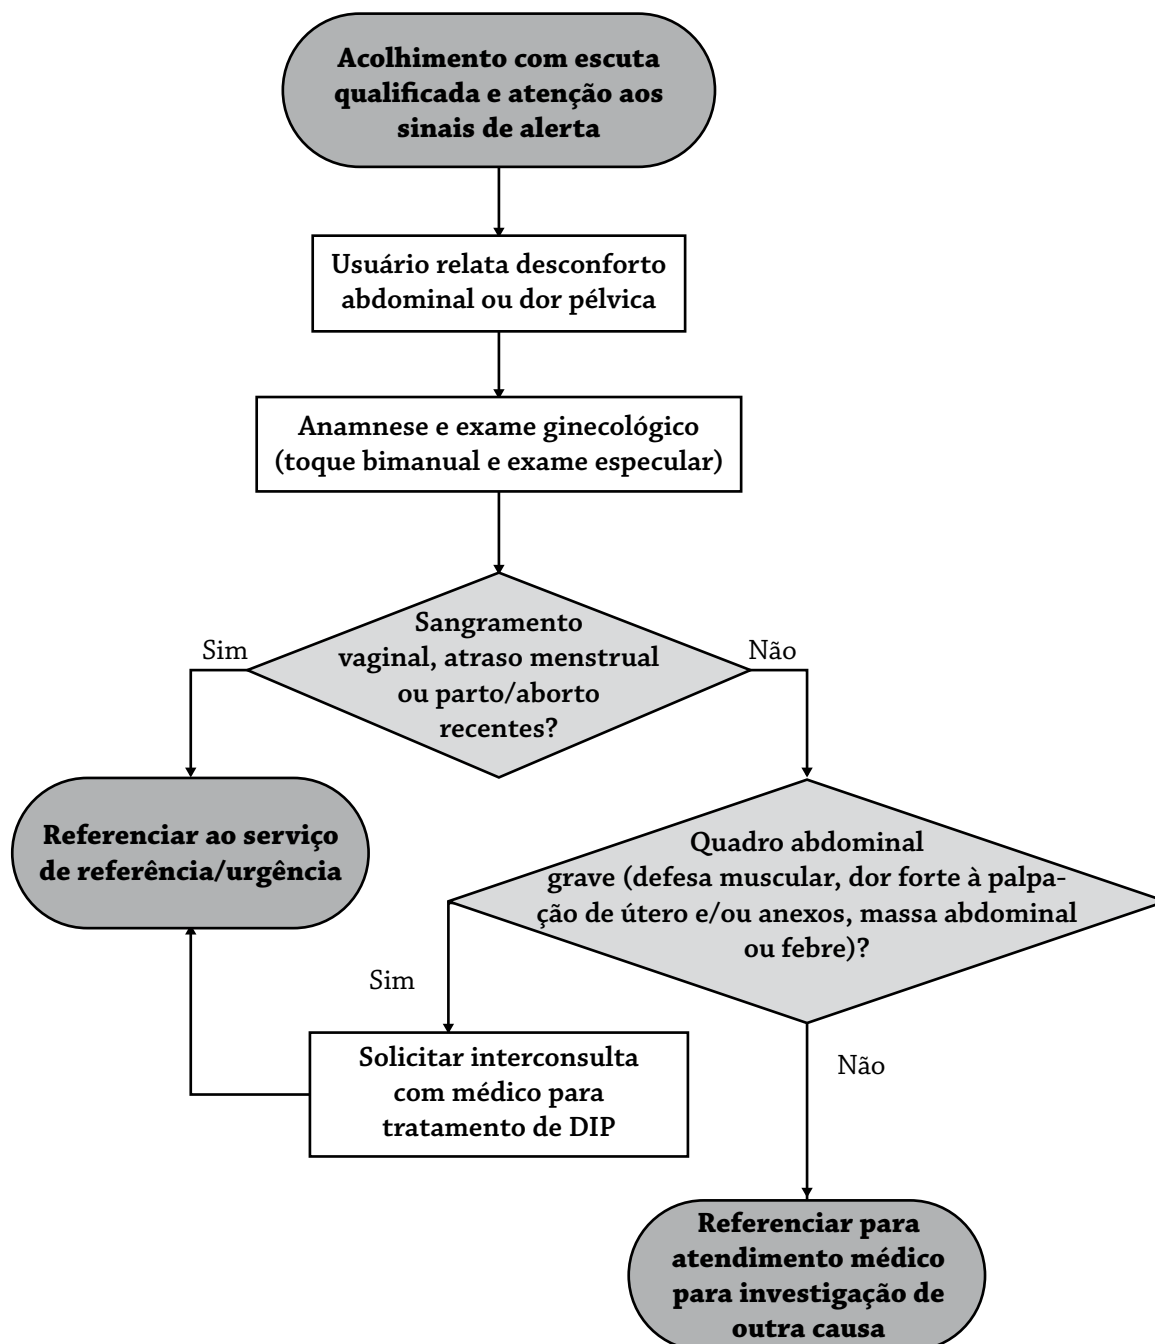 Acolhimento com escuta
qualificada e atenção aos
sinais de alerta
Usuário relata desconforto
abdominal ou dor pélvica
Anamnese e exame ginecológico
(toque bimanual e exame especular)
Sangramento
vaginal, atraso menstrual
ou parto/aborto
recentes?
Sim
Não
Referenciar ao serviço
de referência/urgência
Quadro abdominal
grave (defesa muscular, dor forte à palpa-
ção de útero e/ou anexos, massa abdominal
ou febre)?
Sim
Solicitar interconsulta
com médico para
tratamento de DIP
Não
Referenciar para
atendimento médico
para investigação de
outra causa